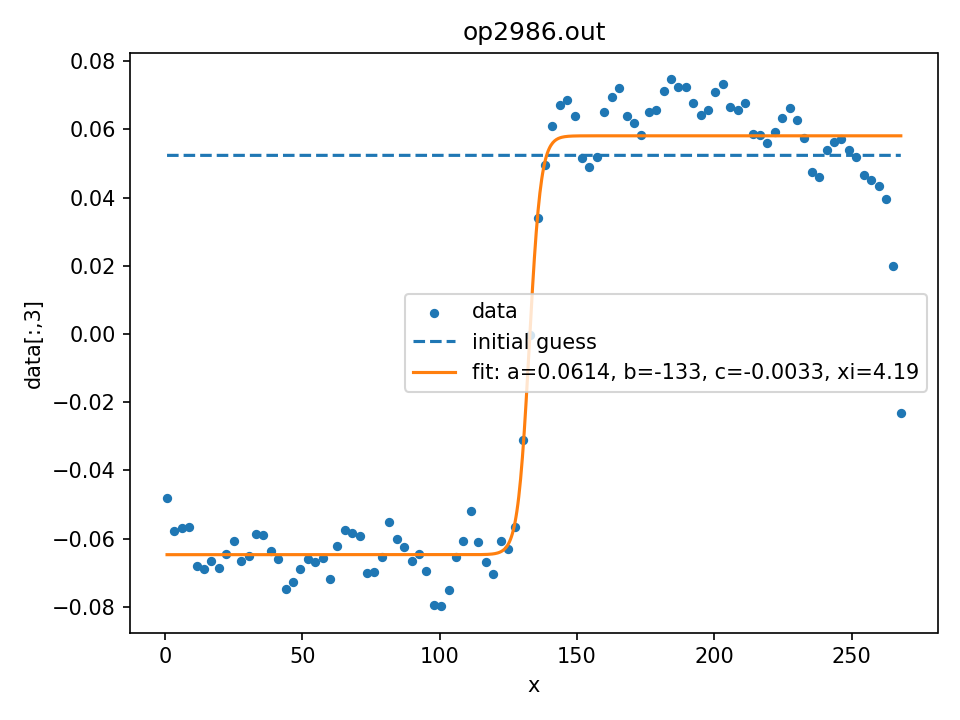 op2986.out
0.08
0.06
0.04
0.02
0.00
−0.02
−0.04
−0.06
−0.08
data[:,3]
data
initial guess
fit: a=0.0614, b=-133, c=-0.0033, xi=4.19
0 50 100 150 200 250
x